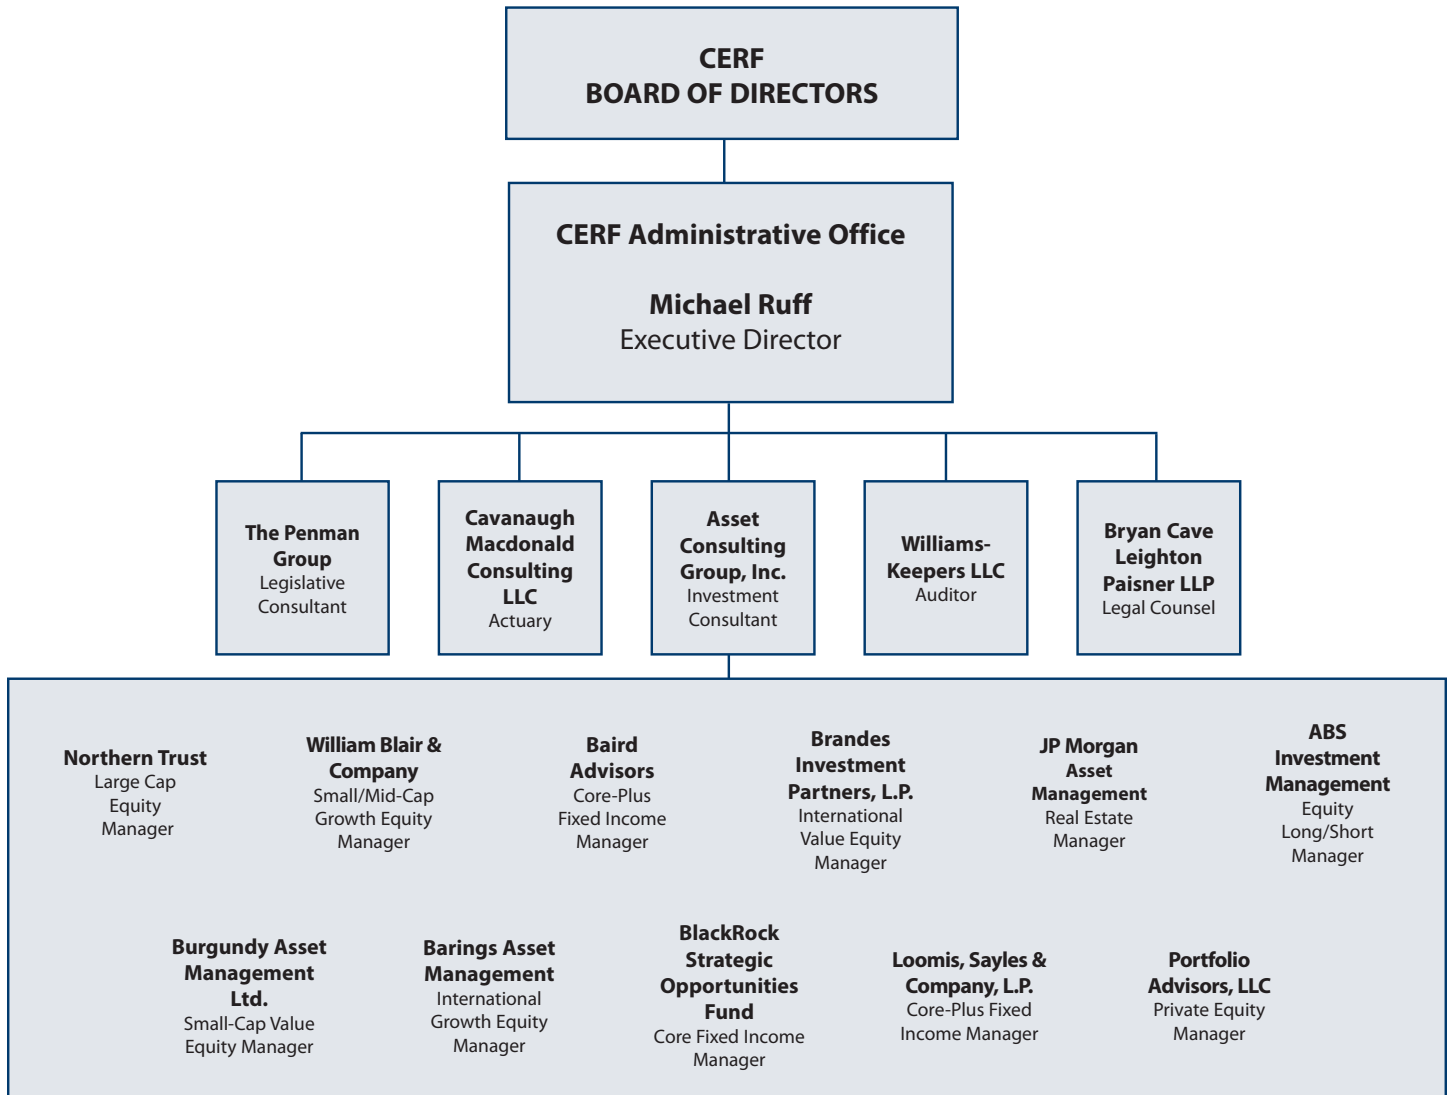 CERF
BOARD OF DIRECTORS
CERF Administrative Office
Michael Ruff
Executive Director
The Penman
Group
Legislative
Consultant
Cavanaugh
Macdonald
Consulting
LLC
Actuary
Asset
Consulting
Group, Inc.
Investment
Consultant
Williams-
Keepers LLC
Auditor
Bryan Cave
Leighton
Paisner LLP
Legal Counsel
Northern Trust
Large Cap
Equity
Manager
William Blair &
Company
Small/Mid-Cap
Growth Equity
Manager
Baird
Advisors
Core-Plus
Fixed Income
Manager
Brandes
Investment
Partners, L.P.
International
Value Equity
Manager
JP Morgan
Asset
Management
Real Estate
Manager
ABS
Investment
Management
Equity
Long/Short
Manager
Burgundy Asset
Management
Ltd.
Small-Cap Value
Equity Manager
Barings Asset
Management
International
Growth Equity
Manager
BlackRock
Strategic
Opportunities
Fund
Core Fixed Income
Manager
Loomis, Sayles &
Company, L.P.
Core-Plus Fixed
Income Manager
Portfolio
Advisors, LLC
Private Equity
Manager